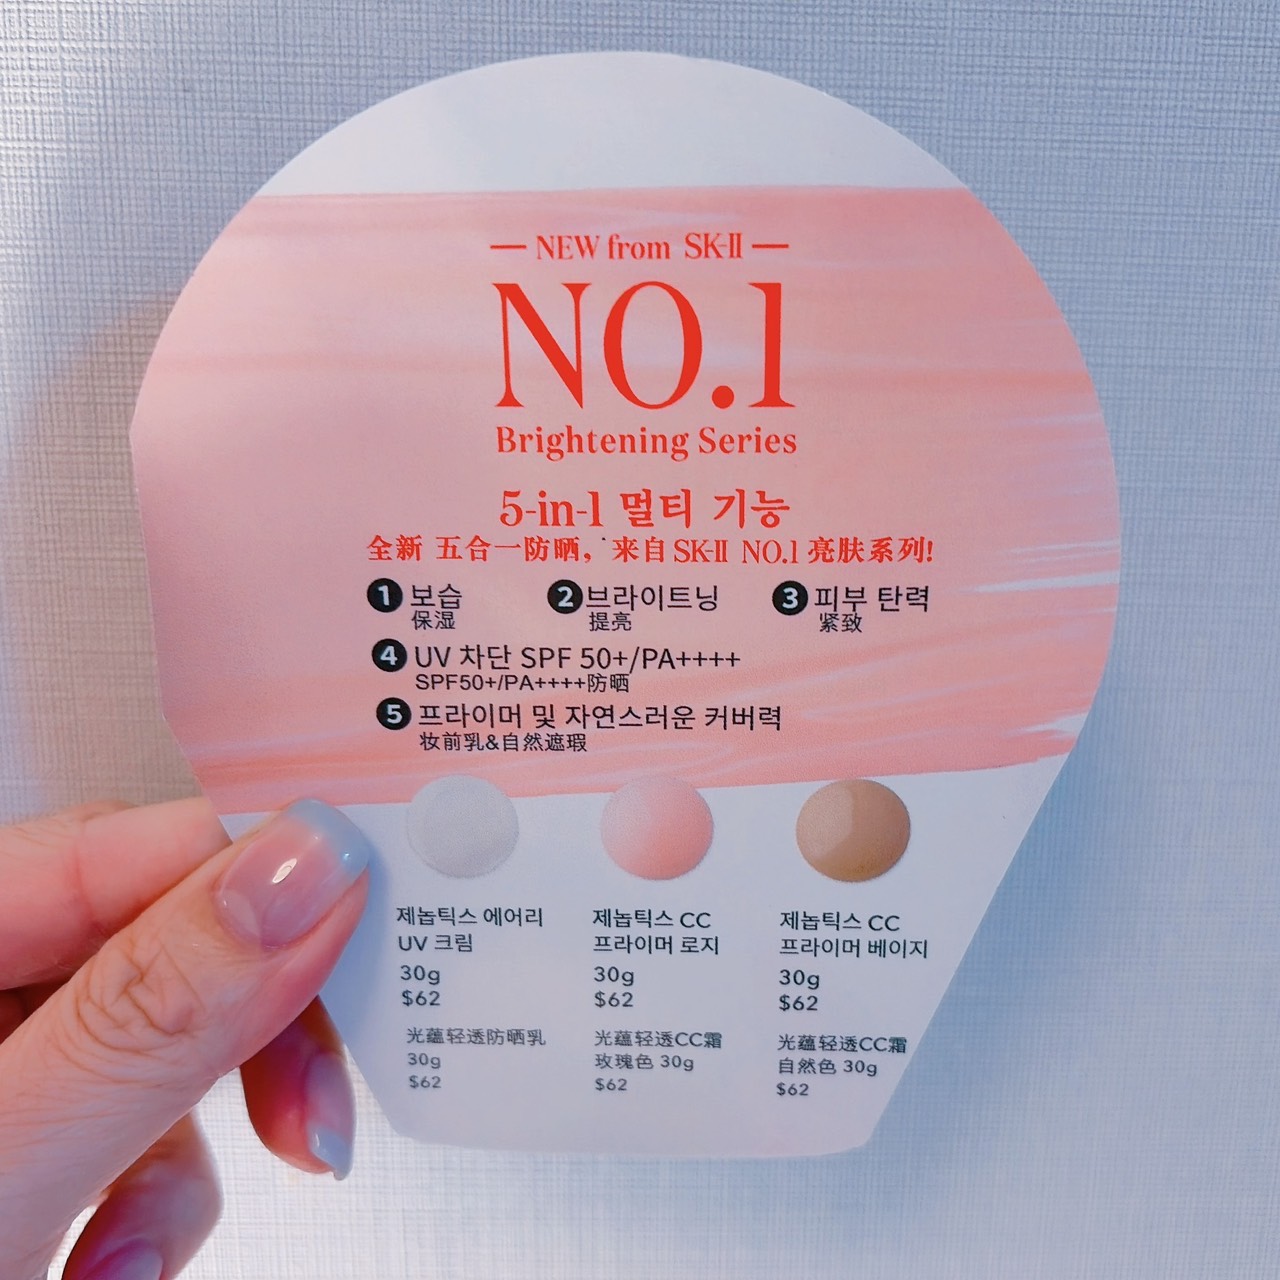 NEW from SK-II
NO.1
Brightening Series
5-in-1 멀티 기능
全新 五合一防晒，来自SK-II NO.1亮肤系列!
1 보습 2 브라이트닝 3 피부 탄력
保湿 提亮 紧致
4 UV 차단 SPF 50+/PA++++
SPF50+/PA++++防晒
5 프라이머 및 자연스러운 커버력
妆前乳&自然遮瑕
제놉틱스 에어리
UV 크림
30g
$62
光蕴轻透防晒乳
30g
$62
제놉틱스 CC
프라이머 로지
30g
$62
光蕴轻透CC霜
玫瑰色 30g
$62
제놉틱스 CC
프라이머 베이지
30g
$62
光蕴轻透CC霜
自然色 30g
$62